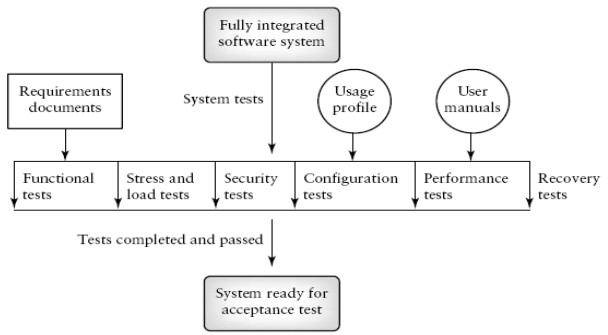 Fully integrated
software system
Requirements
documents
System tests
Usage
profile
User
manuals
Functional
tests
Stress and
load tests
Security
tests
Configuration
tests
Performance
tests
Recovery
tests
Tests completed and passed
System ready for
acceptance test